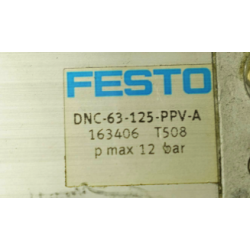 FESTO
DNC-63-125-PPV-A
163406 T508
p max 12 bar